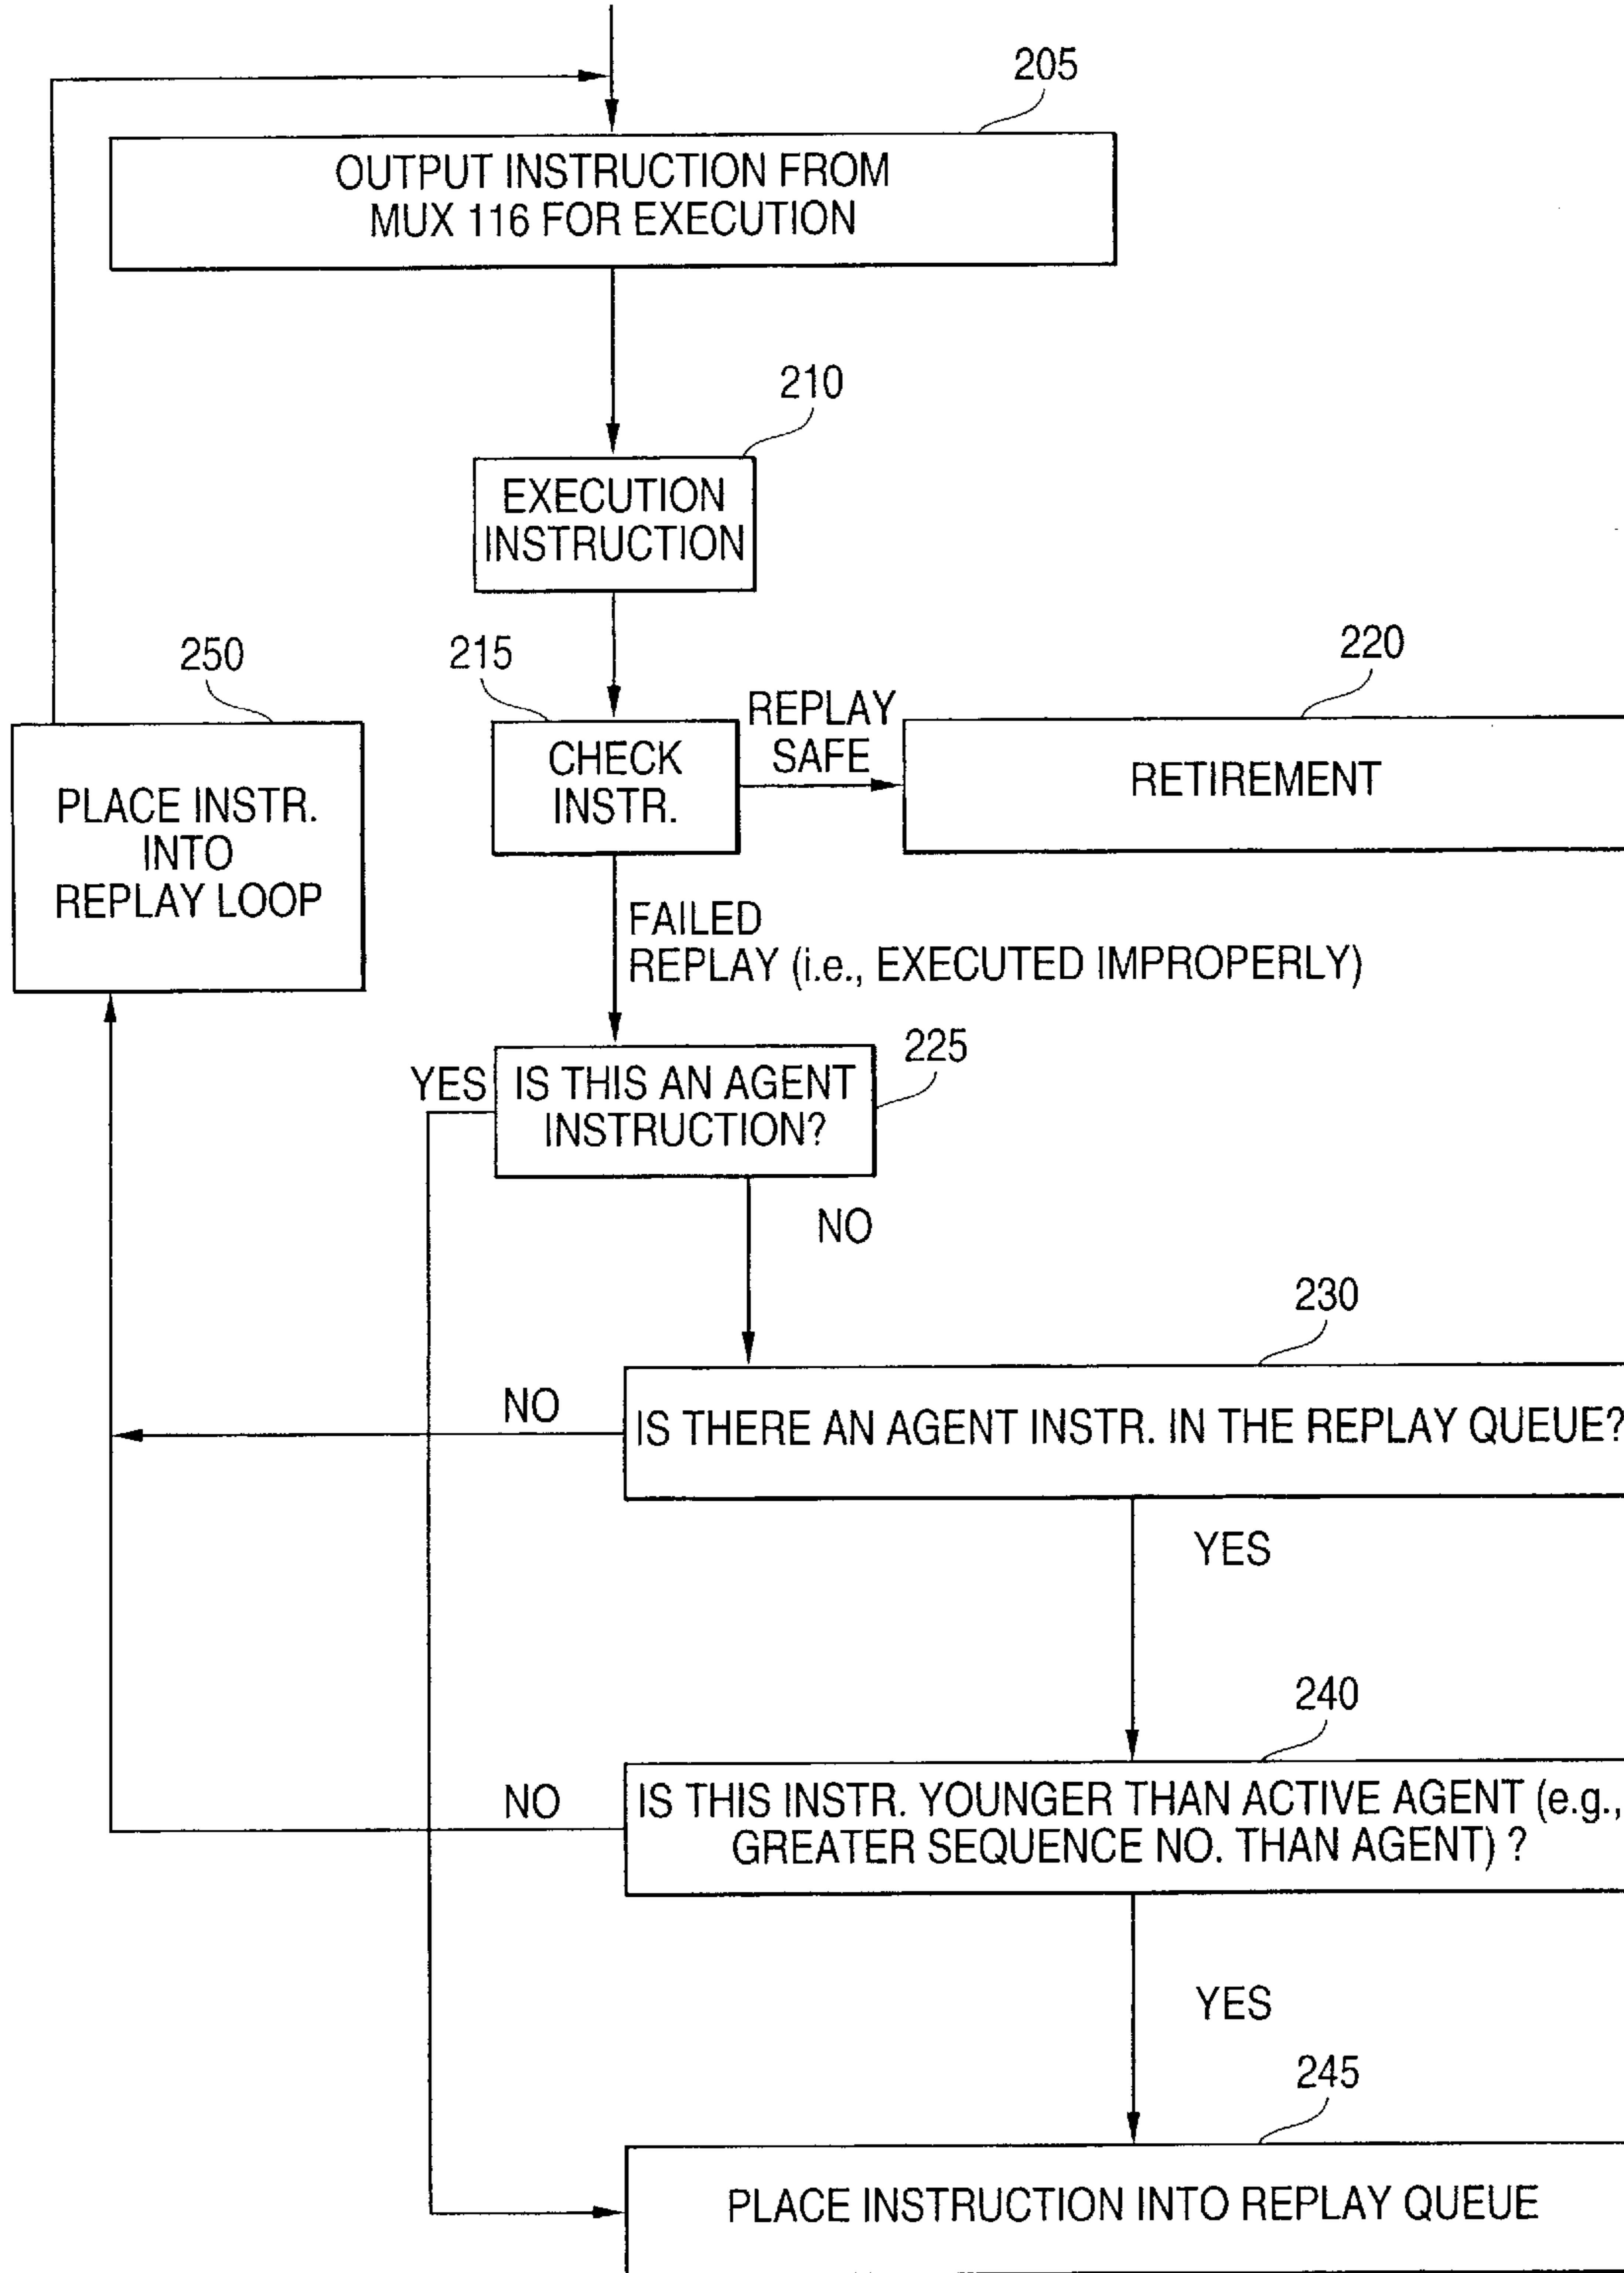 205
OUTPUT INSTRUCTION FROM
MUX 116 FOR EXECUTION
210
EXECUTION
INSTRUCTION
250
215
220
PLACE INSTR.
INTO
REPLAY LOOP
CHECK
INSTR.
REPLAY
SAFE
RETIREMENT
FAILED
REPLAY (i.e., EXECUTED IMPROPERLY)
225
YES
IS THIS AN AGENT
INSTRUCTION?
NO
230
NO
IS THERE AN AGENT INSTR. IN THE REPLAY QUEUE?
YES
240
NO
IS THIS INSTR. YOUNGER THAN ACTIVE AGENT (e.g.,
GREATER SEQUENCE NO. THAN AGENT) ?
YES
245
PLACE INSTRUCTION INTO REPLAY QUEUE